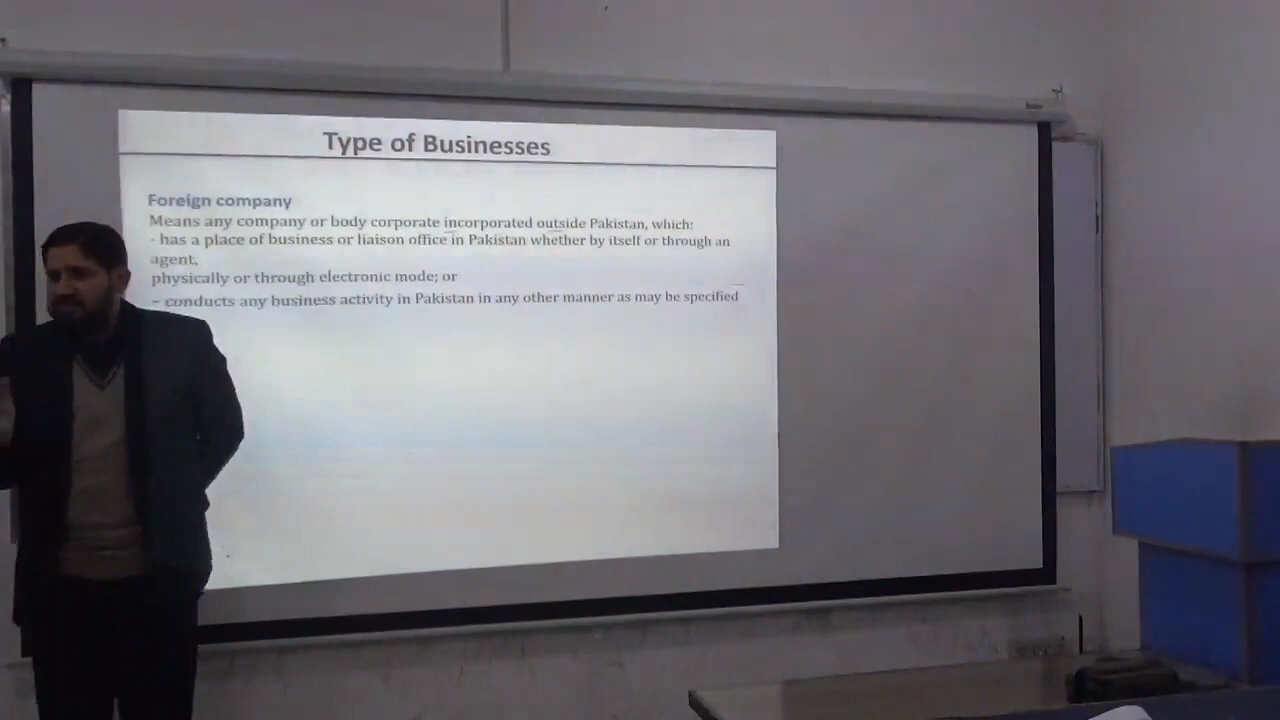 Type of Businesses
Foreign company
Means any company or body corporate incorporated outside Pakistan, which:
- has a place of business or liaison office in Pakistan whether by itself or through an
agent,
physically or through electronic mode; or
– conducts any business activity in Pakistan in any other manner as may be specified